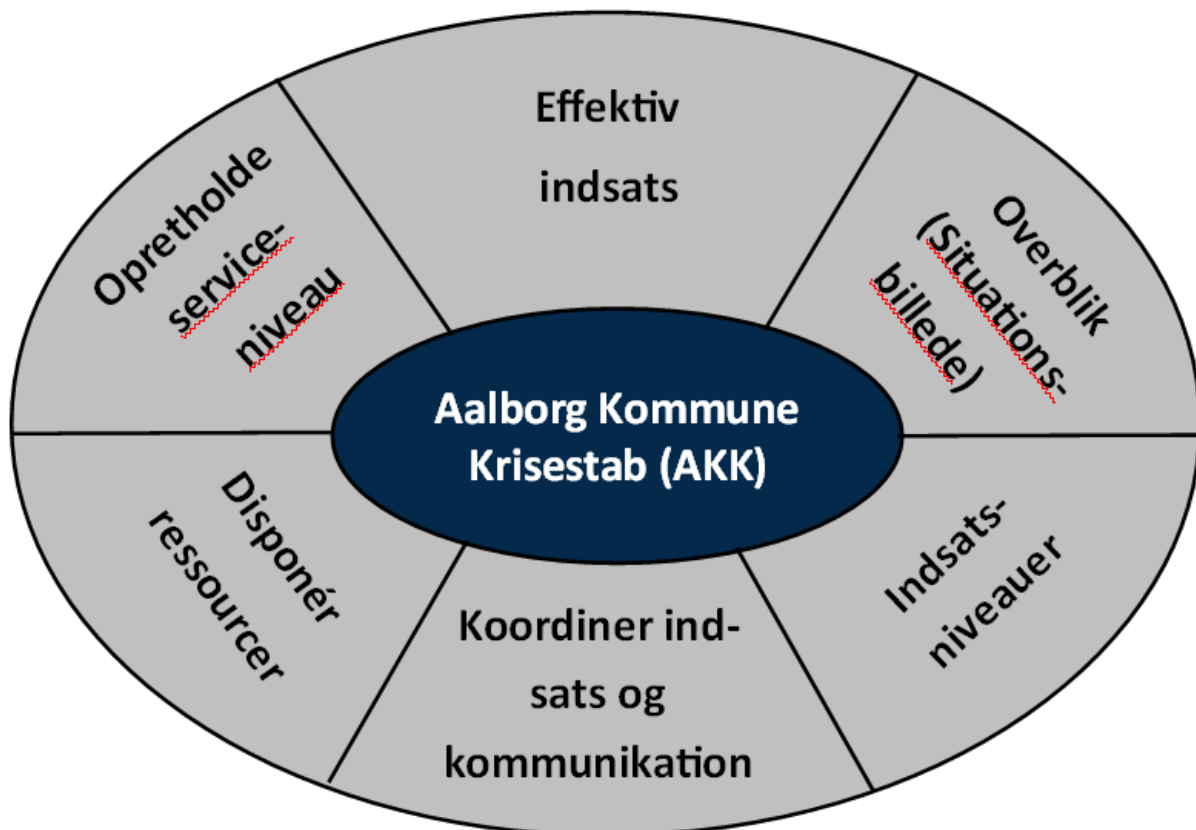 Effektiv
indsats
Overblik
(Situations-
billede)
Indsats-
niveauer
Koordiner ind-
sats og
kommunikation
Disponér
ressourcer
Opretholde
service-
niveau
Aalborg Kommune
Krisestab (AKK)